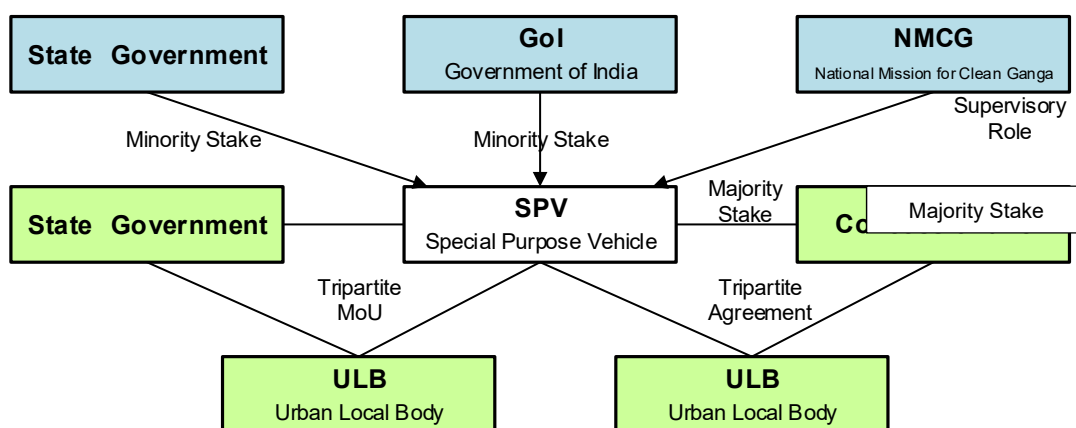 State Government
GoI
Government of India
NMCG
National Mission for Clean Ganga
Minority Stake
Minority Stake
Supervisory
Role
State Government
SPV
Special Purpose Vehicle
Majority
Stake
Majority Stake
Tripartite
MoU
Tripartite
Agreement
ULB
Urban Local Body
ULB
Urban Local Body